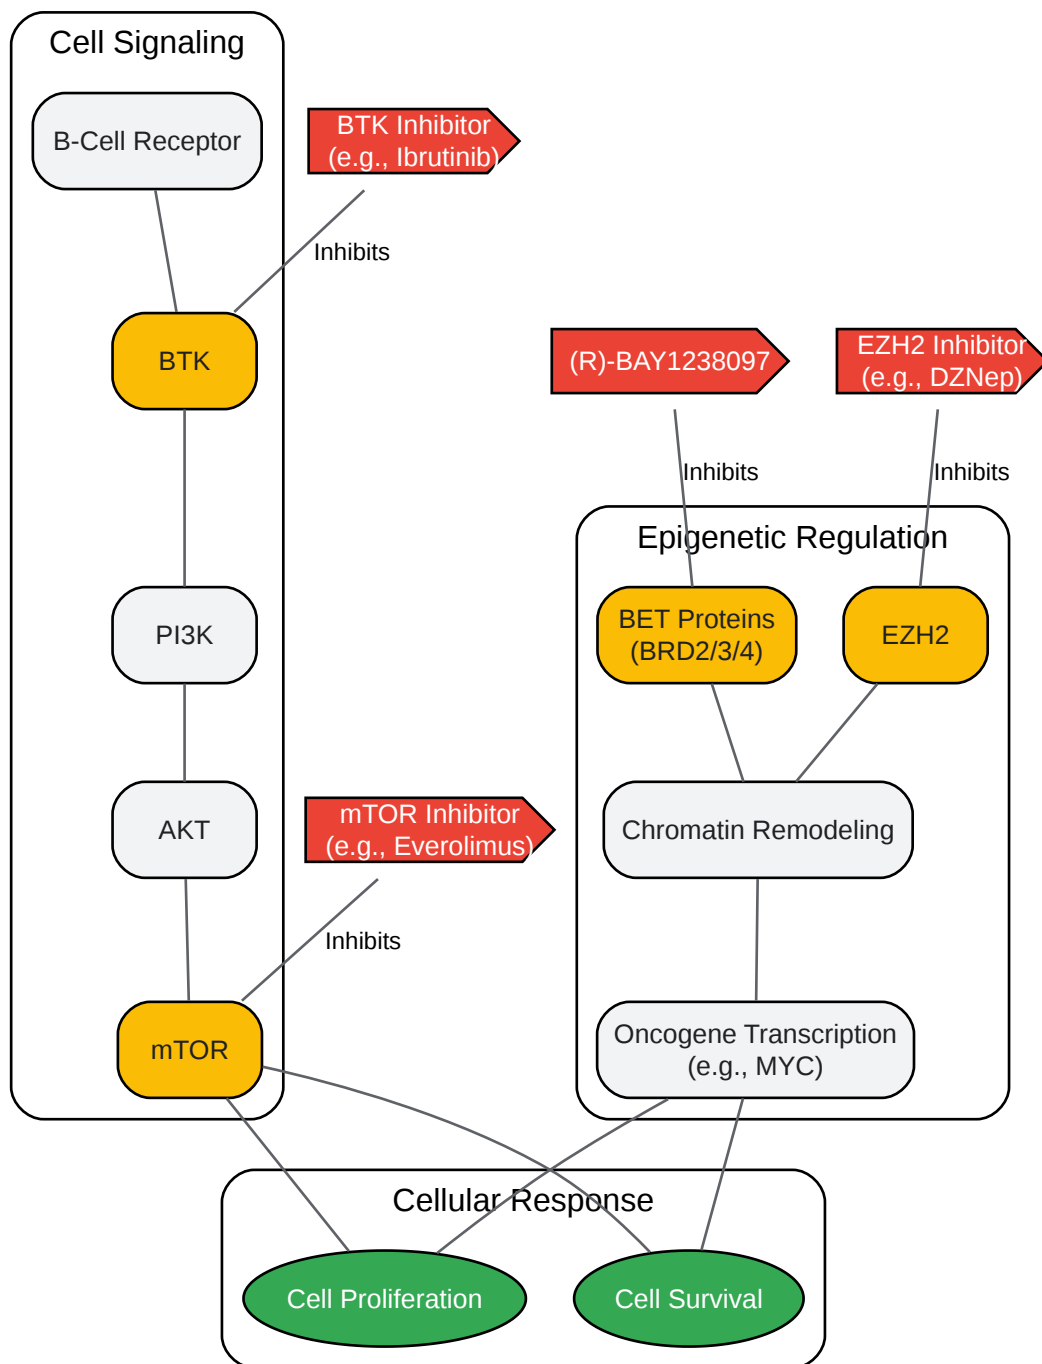 Cell Signaling
B-Cell Receptor
BTK Inhibitor
(e.g., Ibrutinib)
Inhibits
BTK
(R)-BAY1238097
EZH2 Inhibitor
(e.g., DZNep)
Inhibits
Inhibits
Epigenetic Regulation
PI3K
BET Proteins
(BRD2/3/4)
EZH2
AKT
mTOR Inhibitor
(e.g., Everolimus)
Chromatin Remodeling
Inhibits
mTOR
Oncogene Transcription
(e.g., MYC)
Cellular Response
Cell Proliferation
Cell Survival